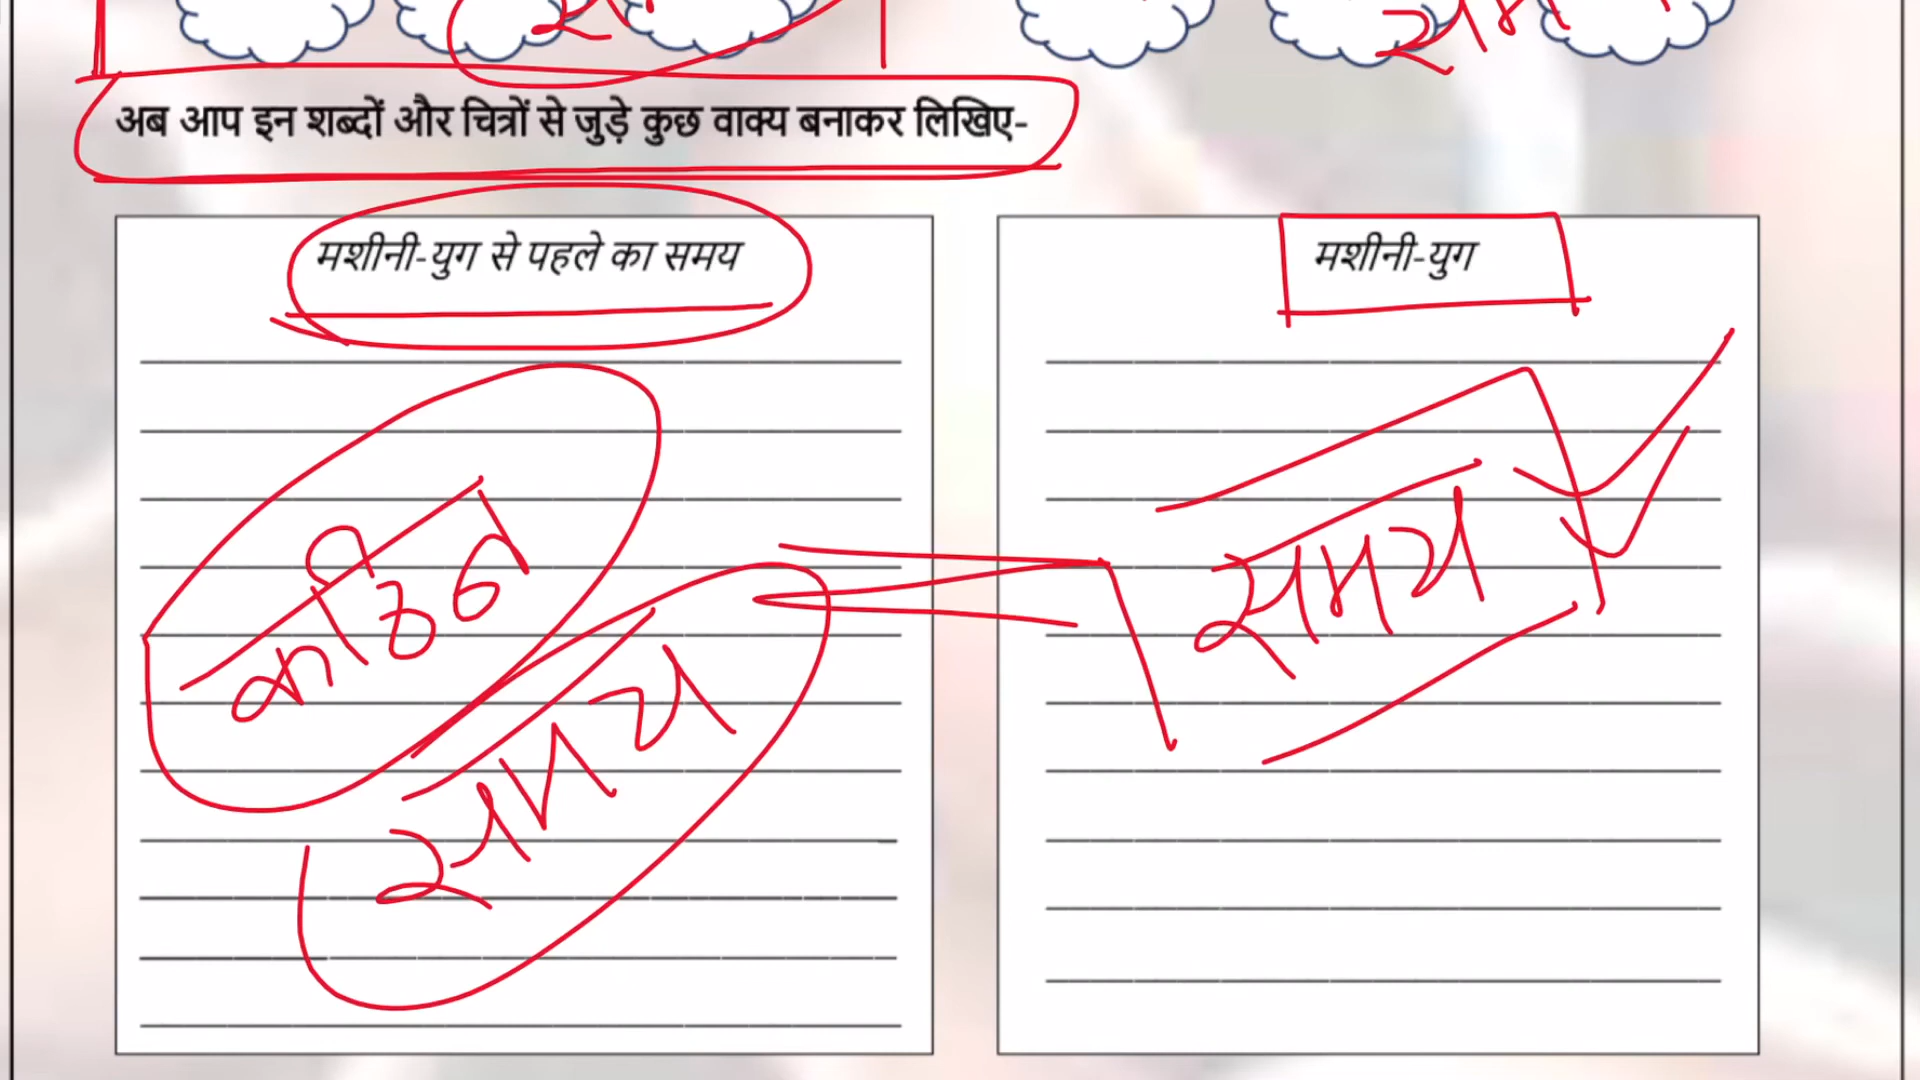 अब आप इन शब्दों और चित्रों से जुड़े कुछ वाक्य बनाकर लिखिए-
मशीनी-युग से पहले का समय
मशीनी-युग
कठिन
समय
समय